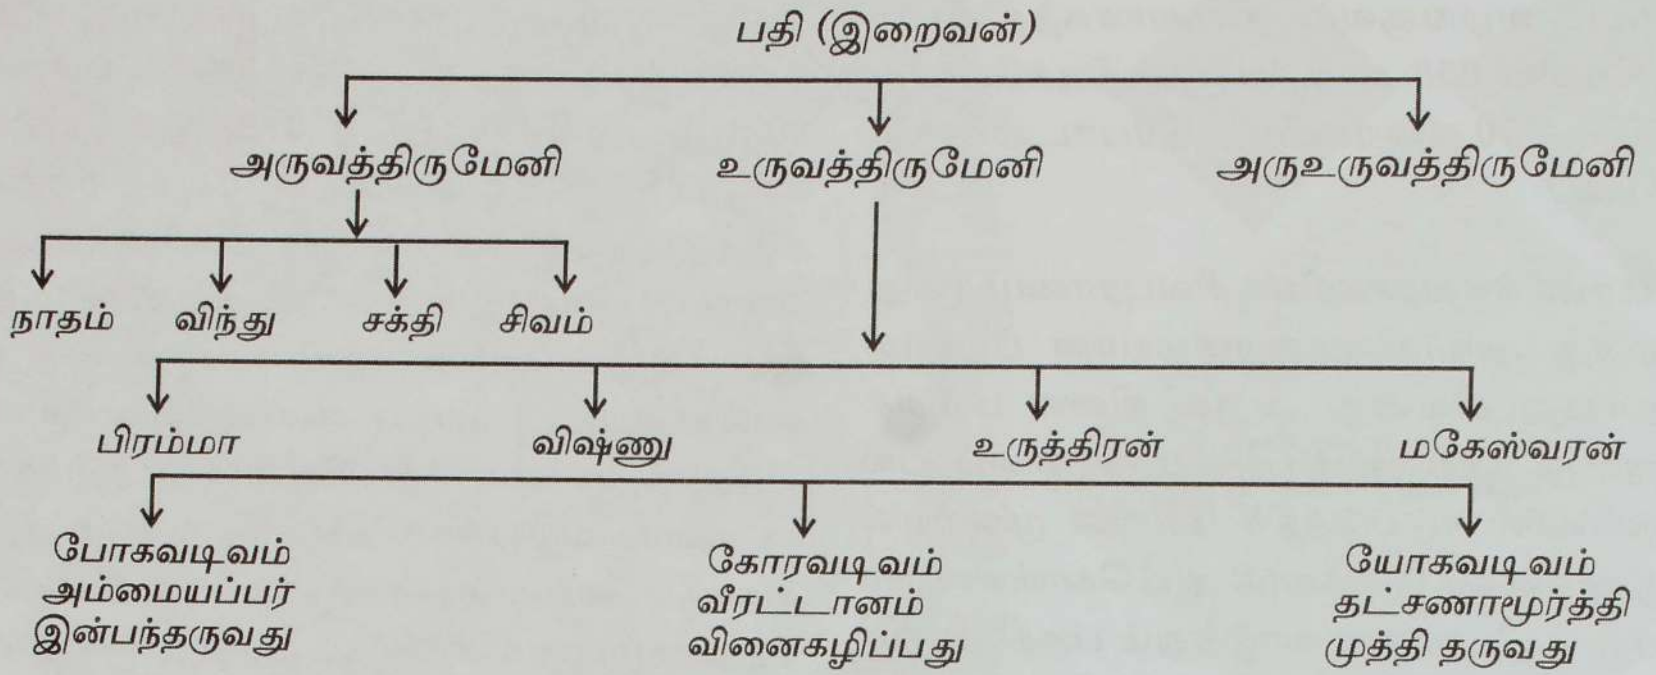 பதி (இறைவன்)
அருவத்திருமேனி உருவத்திருமேனி அருஉருவத்திருமேனி
நாதம் விந்து சக்தி சிவம்
பிரம்மா விஷ்ணு உருத்திரன் மகேஸ்வரன்
போகவடிவம் கோரவடிவம் யோகவடிவம்
அம்மையப்பர் வீரட்டானம் தட்சணாமூர்த்தி
இன்பந்தருவது வினைகழிப்பது முத்தி தருவது